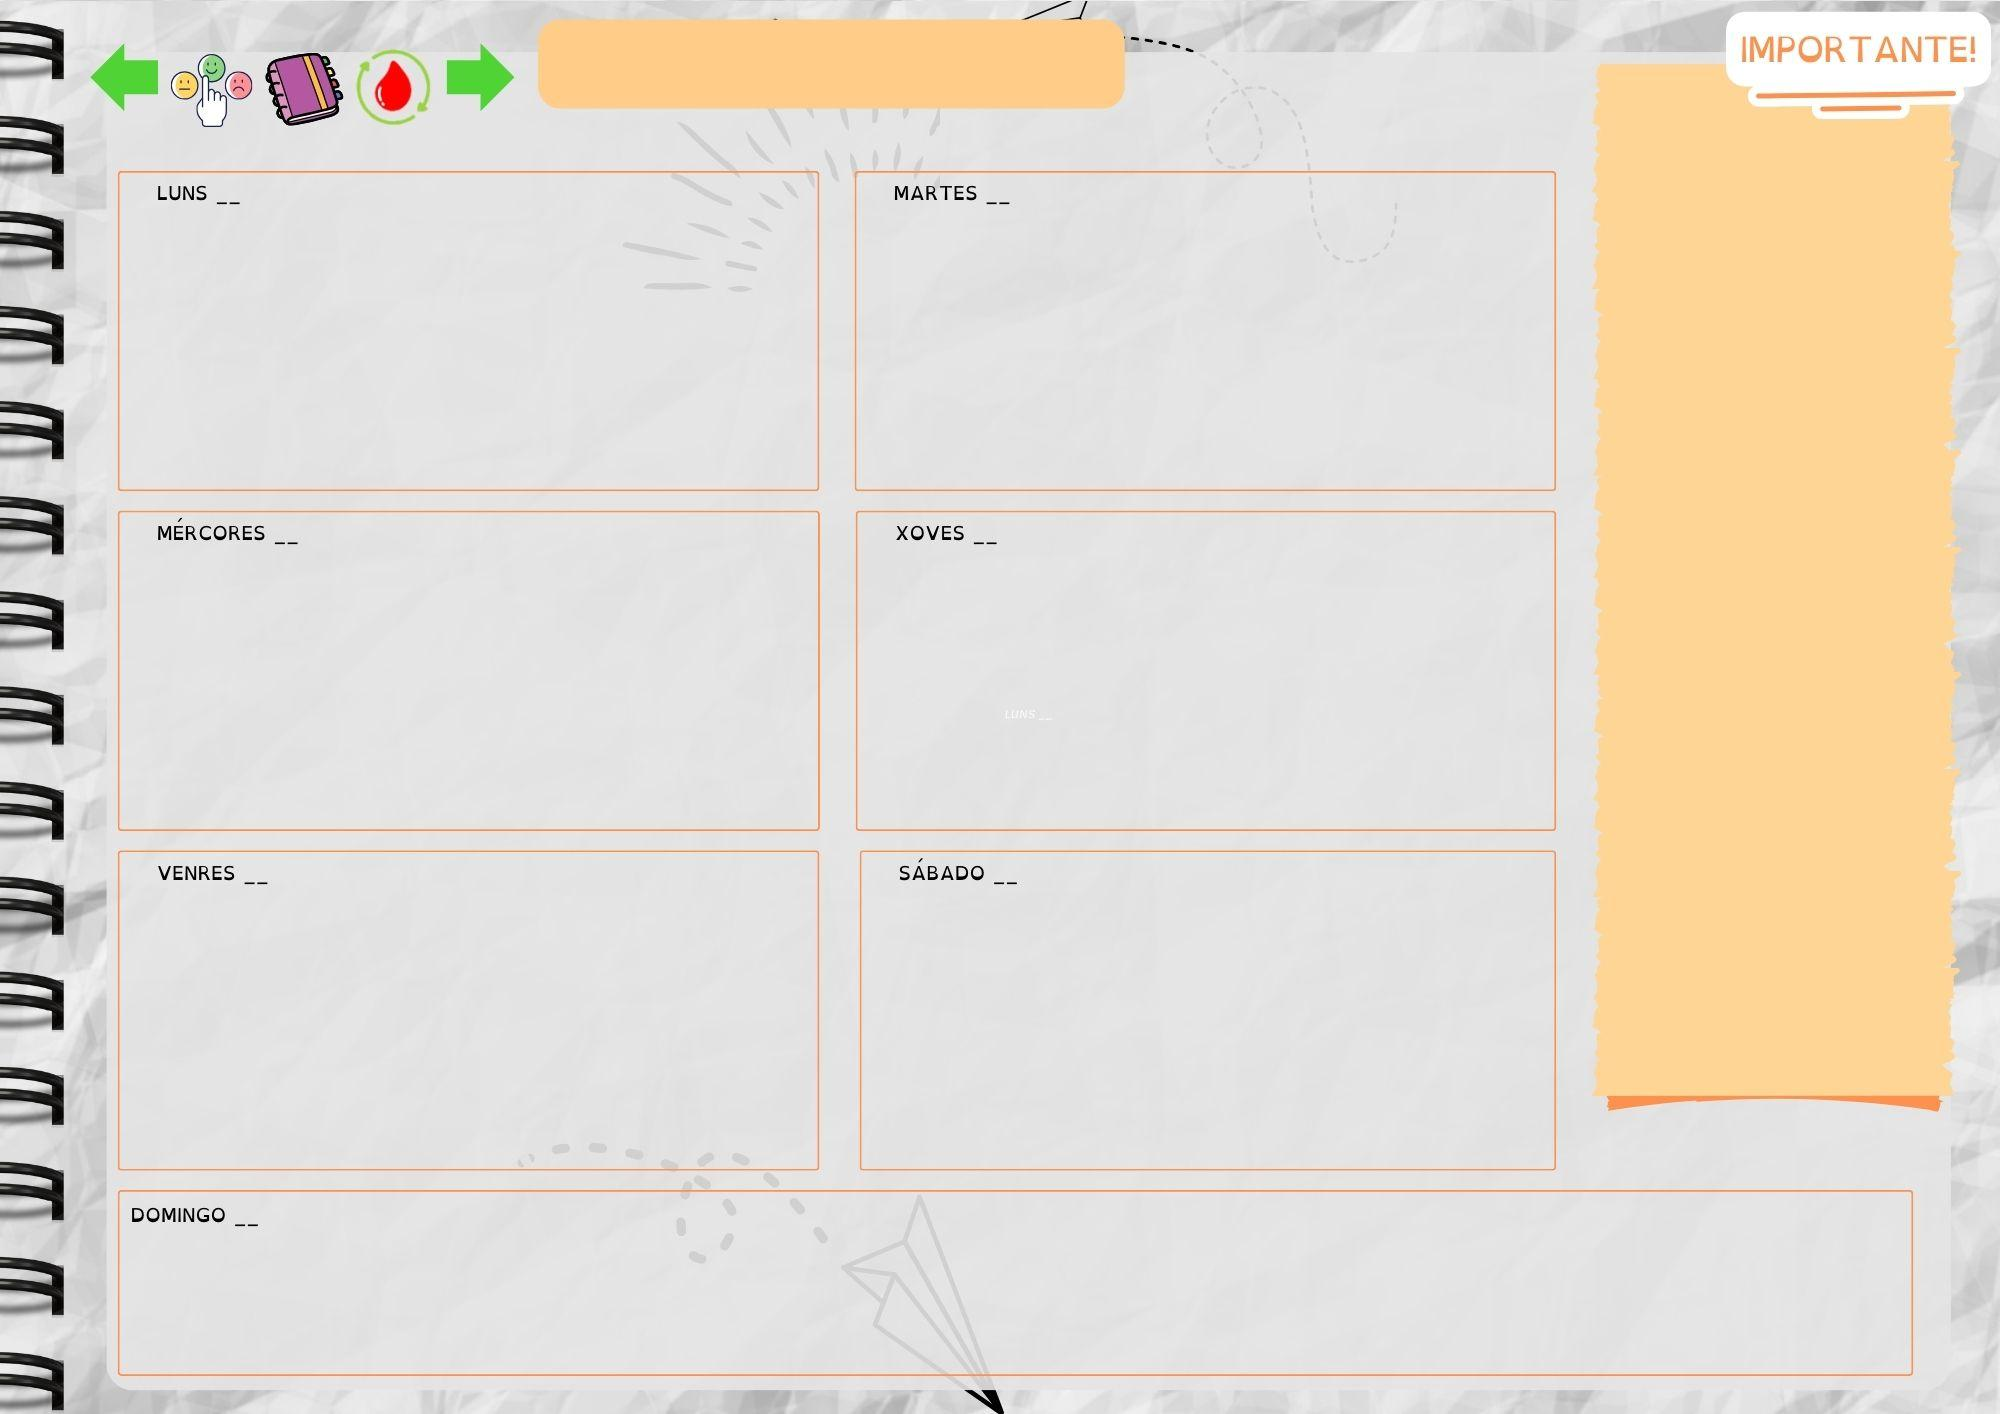 IMPORTANTE!
LUNS __
MARTES __
MÉRCORES __
XOVES __
LUNS __
VENRES __
SÁBADO __
DOMINGO __